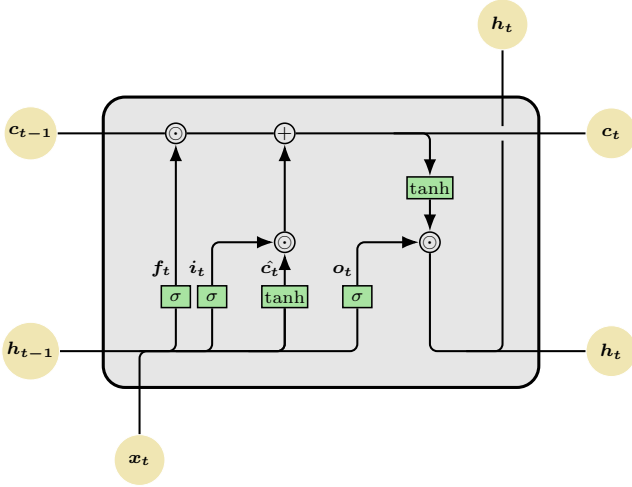 h_t
c_{t-1}
⊙
+
c_t
tanh
⊙
⊙
f_t
i_t
ĉ_t
o_t
σ
σ
tanh
σ
h_{t-1}
h_t
x_t